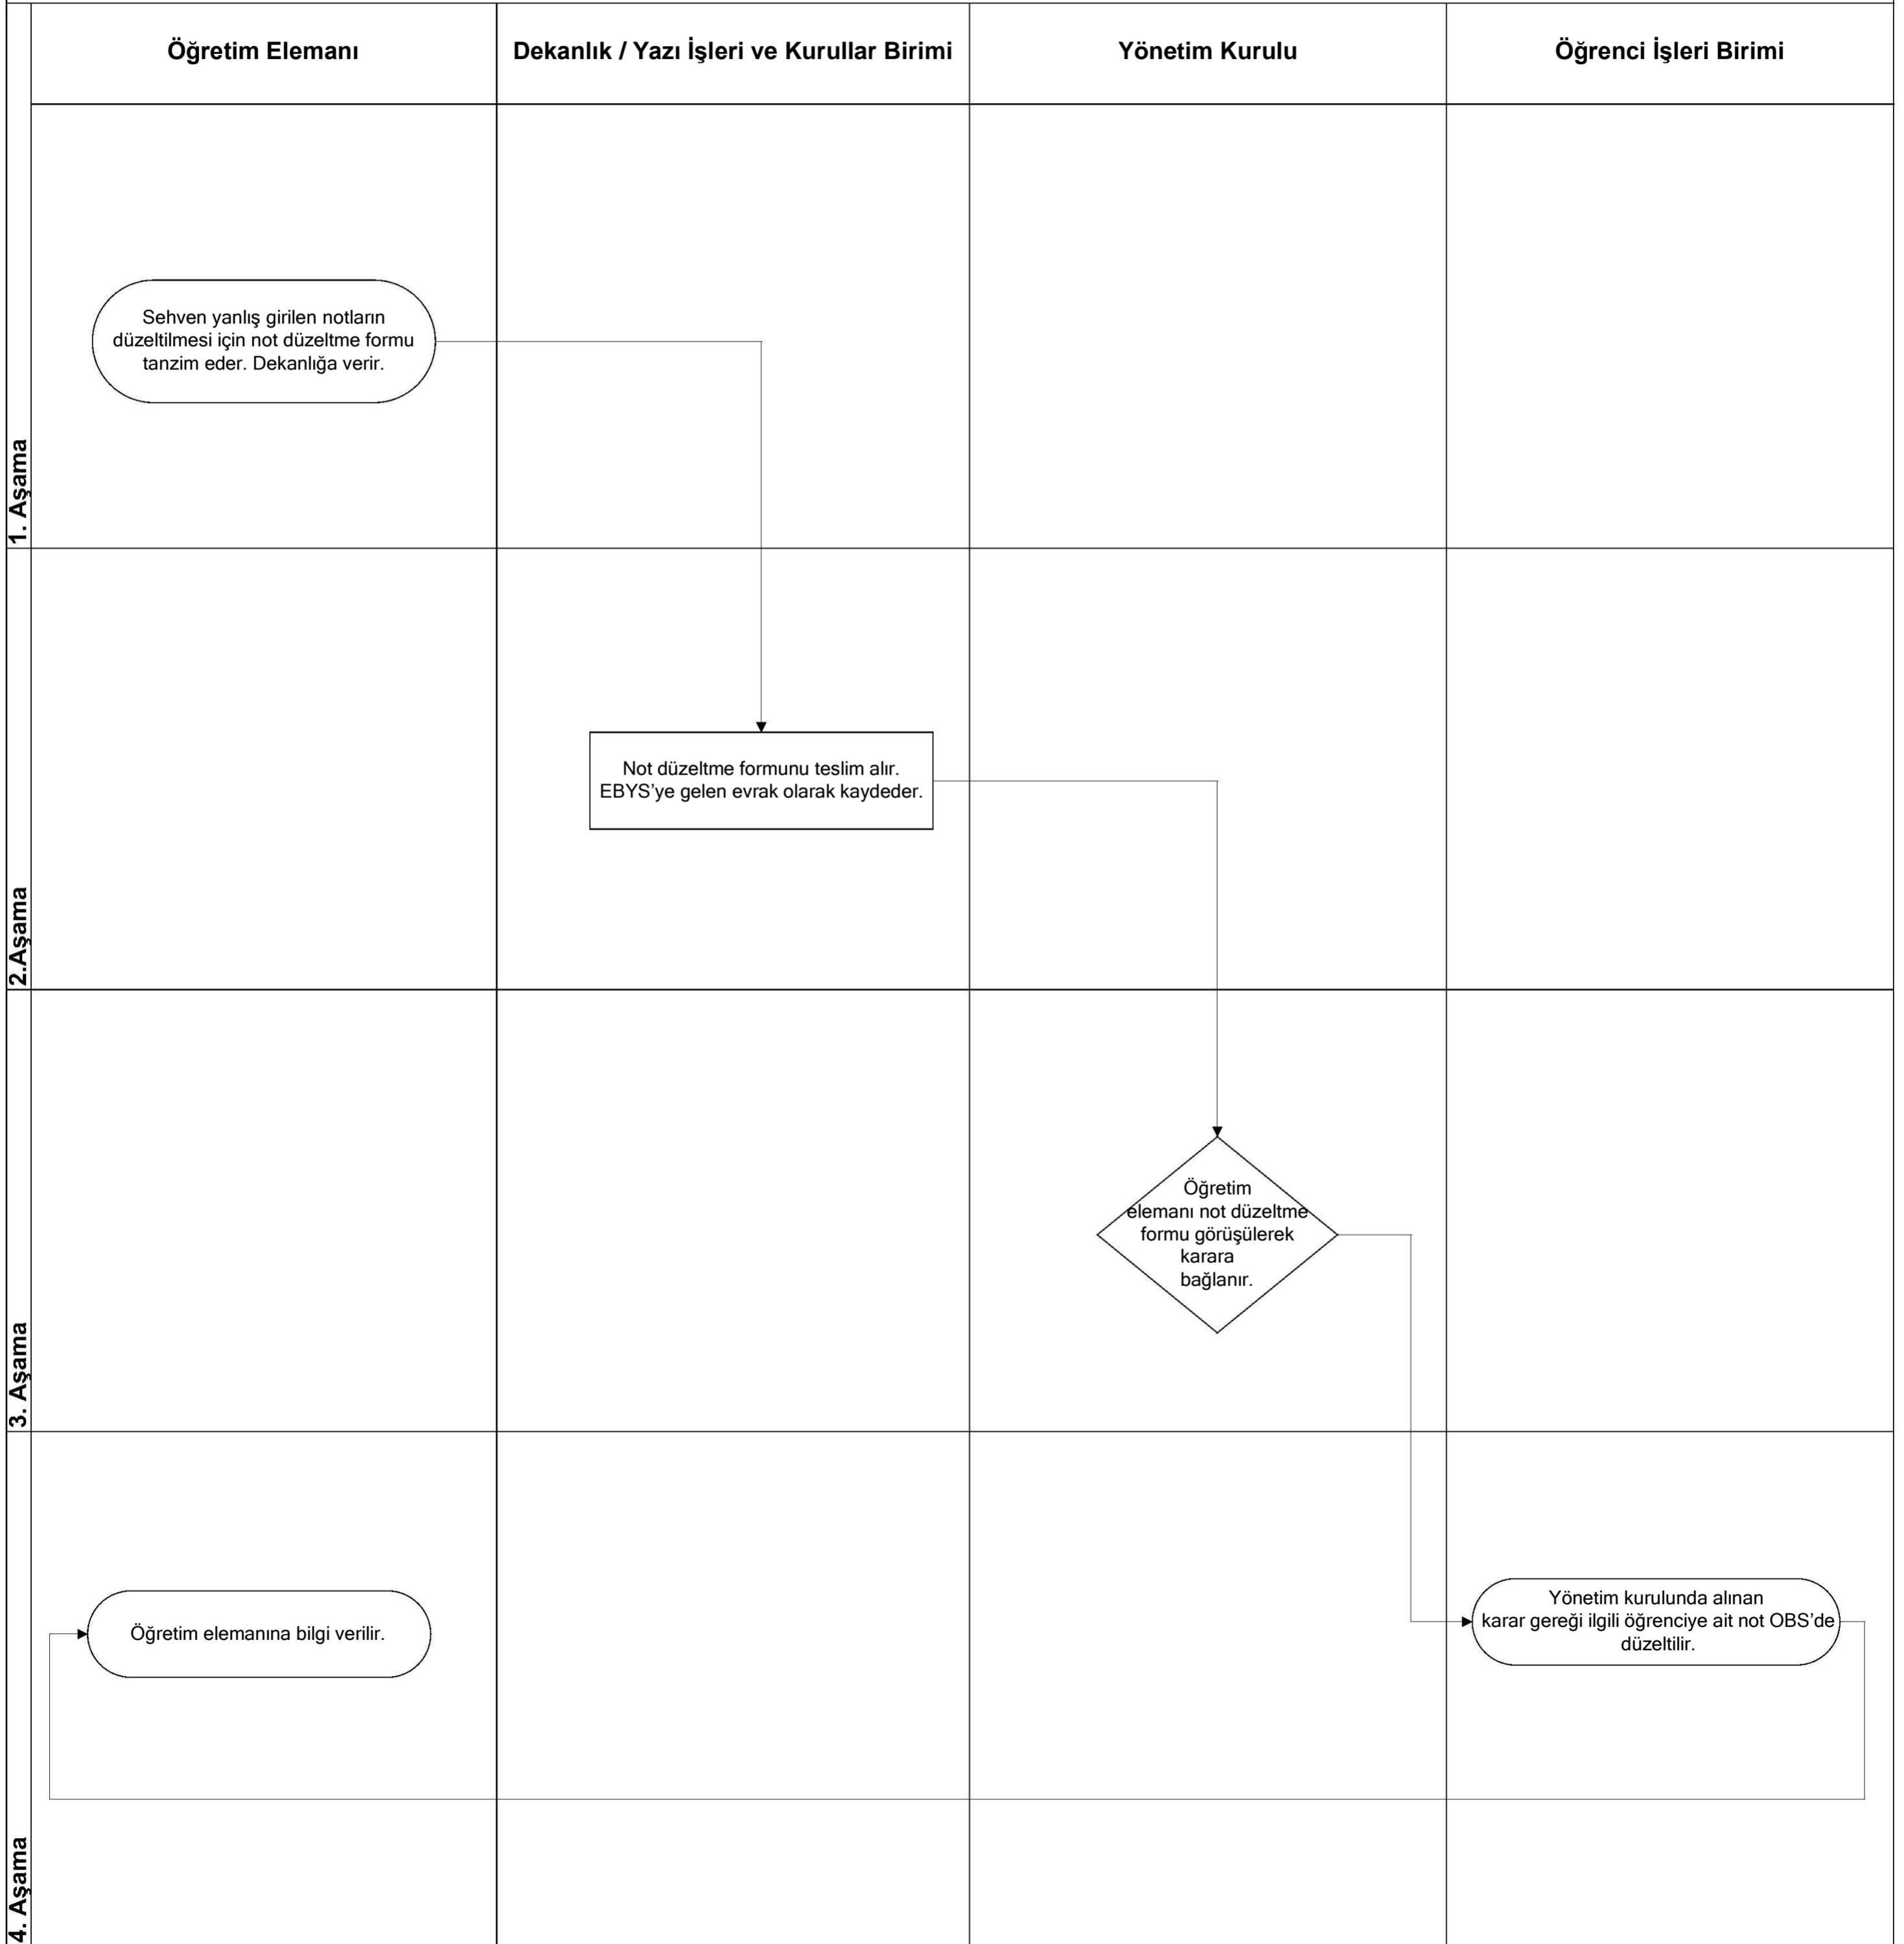 Öğretim Elemanı
Dekanlık / Yazı İşleri ve Kurullar Birimi
Yönetim Kurulu
Öğrenci İşleri Birimi
1. Aşama
Sehven yanlış girilen notların
düzeltilmesi için not düzeltme formu
tanzim eder. Dekanlığa verir.
2.Aşama
Not düzeltme formunu teslim alır.
EBYS’ye gelen evrak olarak kaydeder.
3. Aşama
Öğretim
elemanı not düzeltme
formu görüşülerek
karara
bağlanır.
4. Aşama
Öğretim elemanına bilgi verilir.
Yönetim kurulunda alınan
karar gereği ilgili öğrenciye ait not OBS’de
düzeltilir.